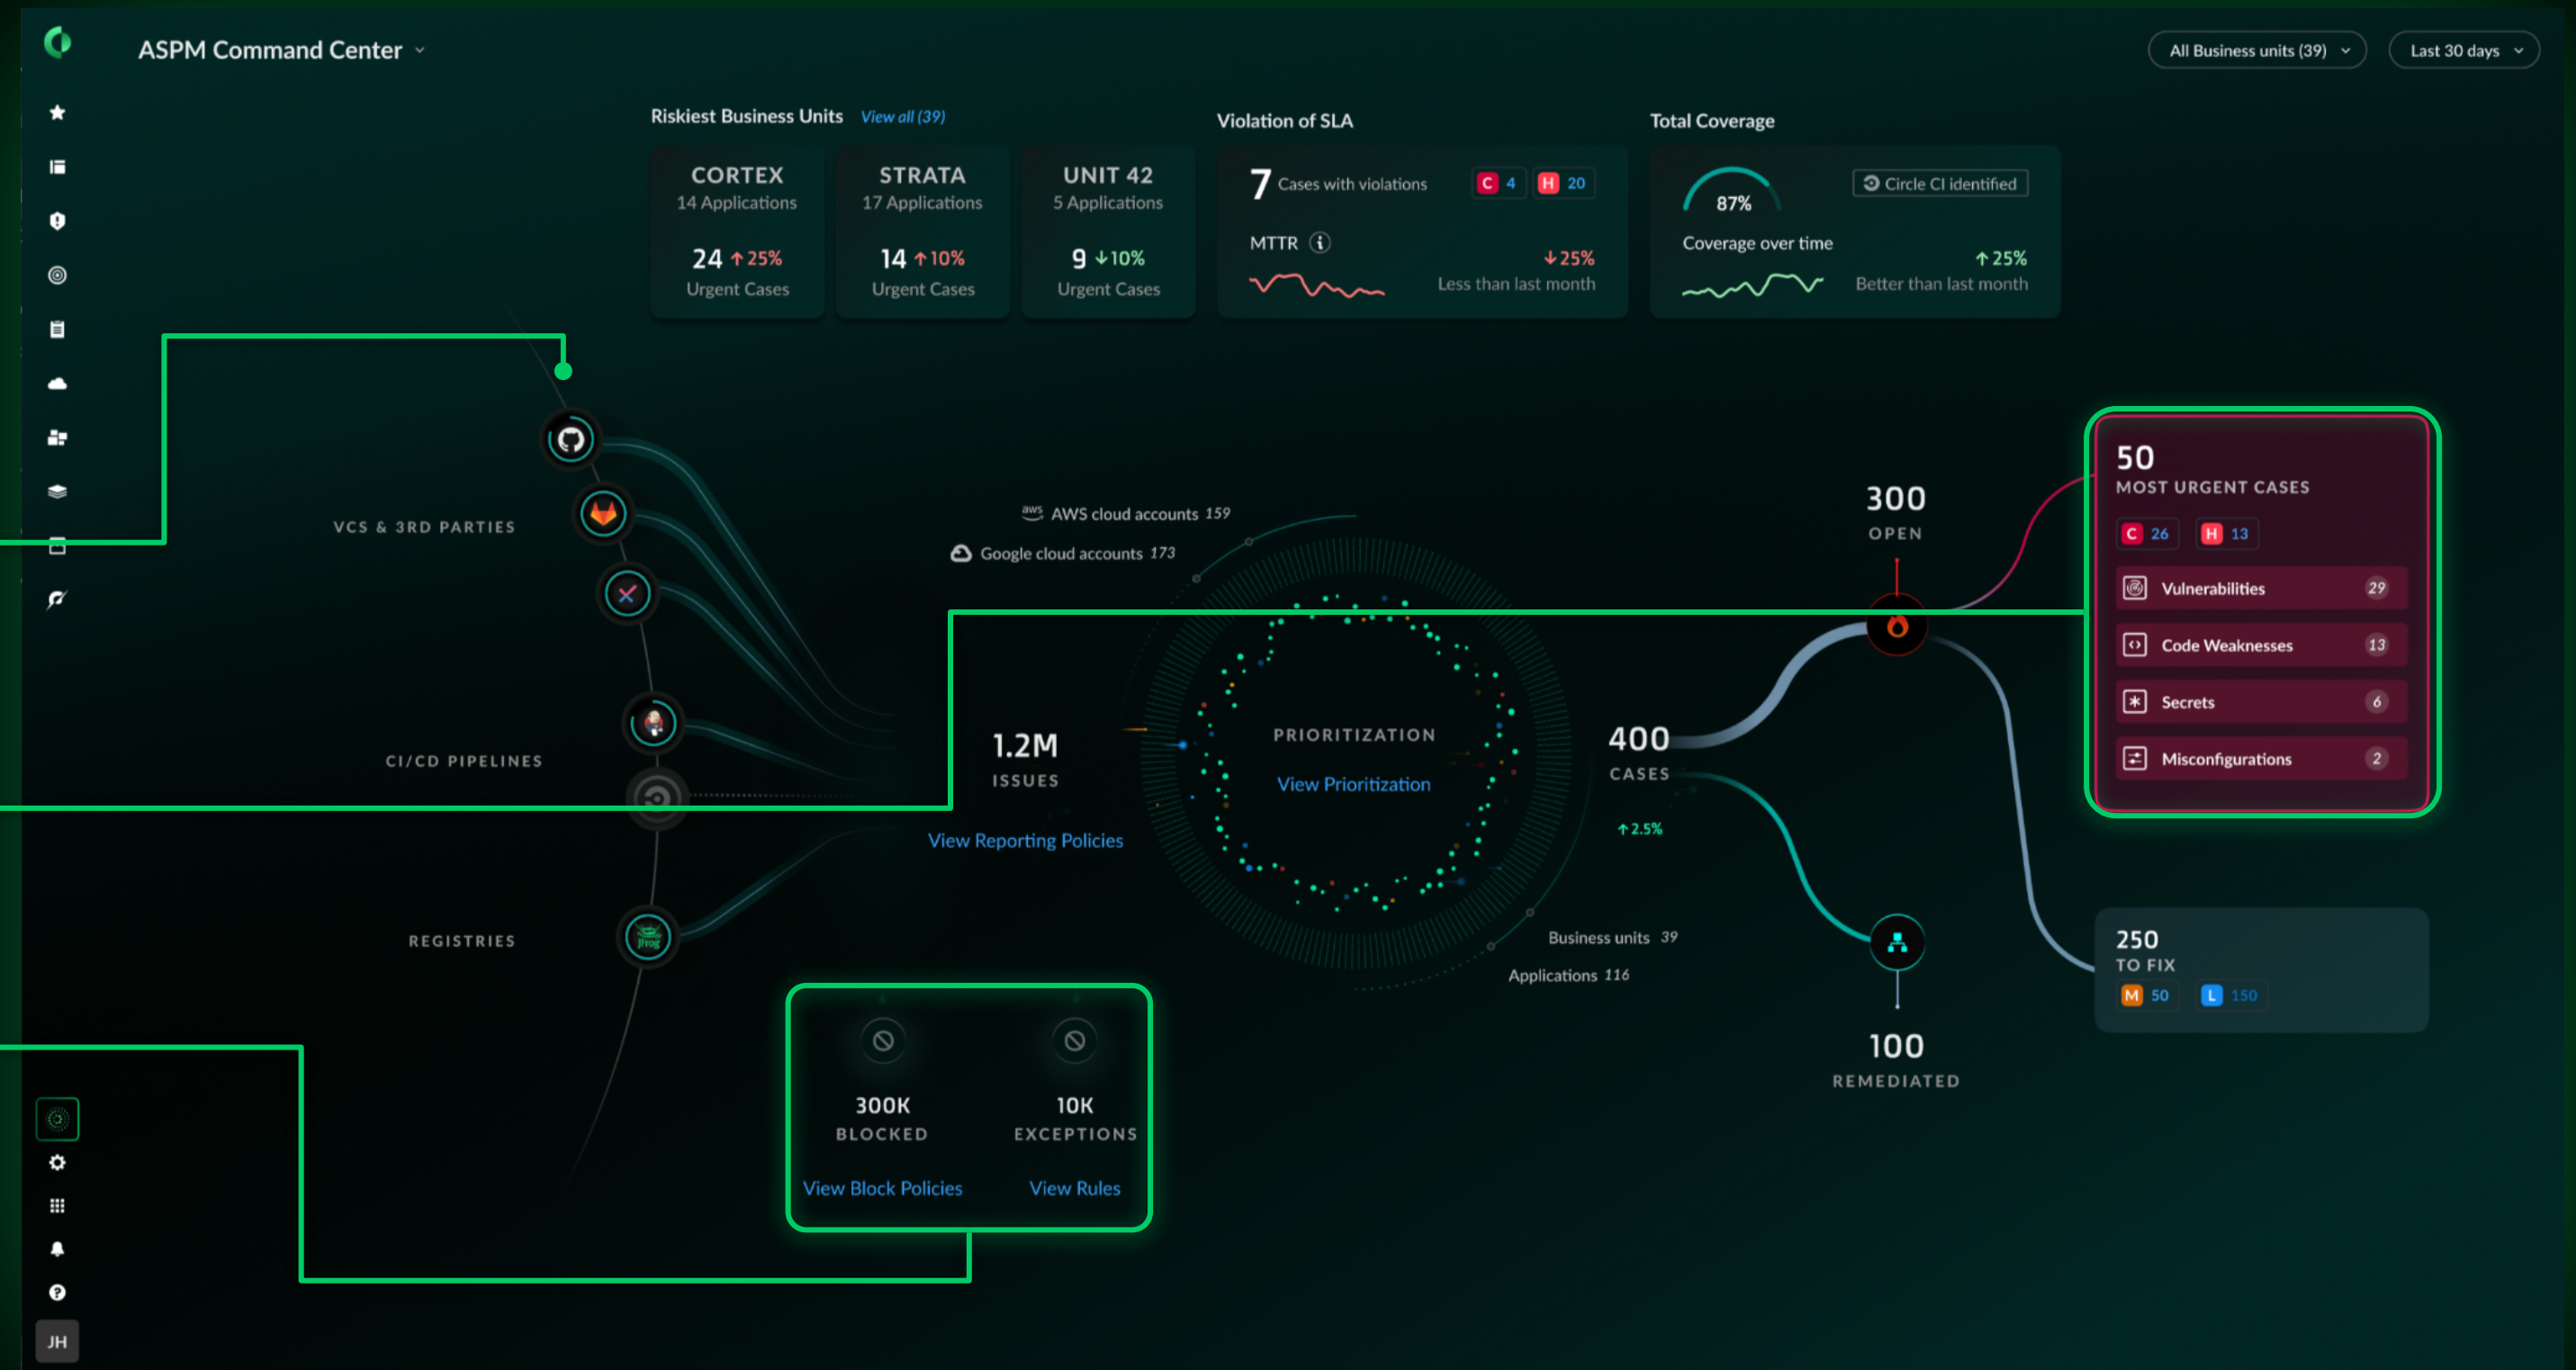 ASPM Command Center
All Business units (39)
Last 30 days
Riskiest Business Units View all (39)
CORTEX
14 Applications
24 ↑25%
Urgent Cases
STRATA
17 Applications
14 ↑10%
Urgent Cases
UNIT 42
5 Applications
9 ↓10%
Urgent Cases
Violation of SLA
7 Cases with violations
C 4 H 20
MTTR i
↓25%
Less than last month
Total Coverage
87%
Circle CI identified
Coverage over time
↑25%
Better than last month
VCS & 3RD PARTIES
CI/CD PIPELINES
REGISTRIES
JFrog
aws AWS cloud accounts 159
Google cloud accounts 173
1.2M
ISSUES
View Reporting Policies
PRIORITIZATION
View Prioritization
400
CASES
↑2.5%
Business units 39
Applications 116
300
OPEN
100
REMEDIATED
50
MOST URGENT CASES
C 26 H 13
Vulnerabilities 29
Code Weaknesses 13
Secrets 6
Misconfigurations 2
250
TO FIX
M 50 L 150
300K
BLOCKED
View Block Policies
10K
EXCEPTIONS
View Rules
JH